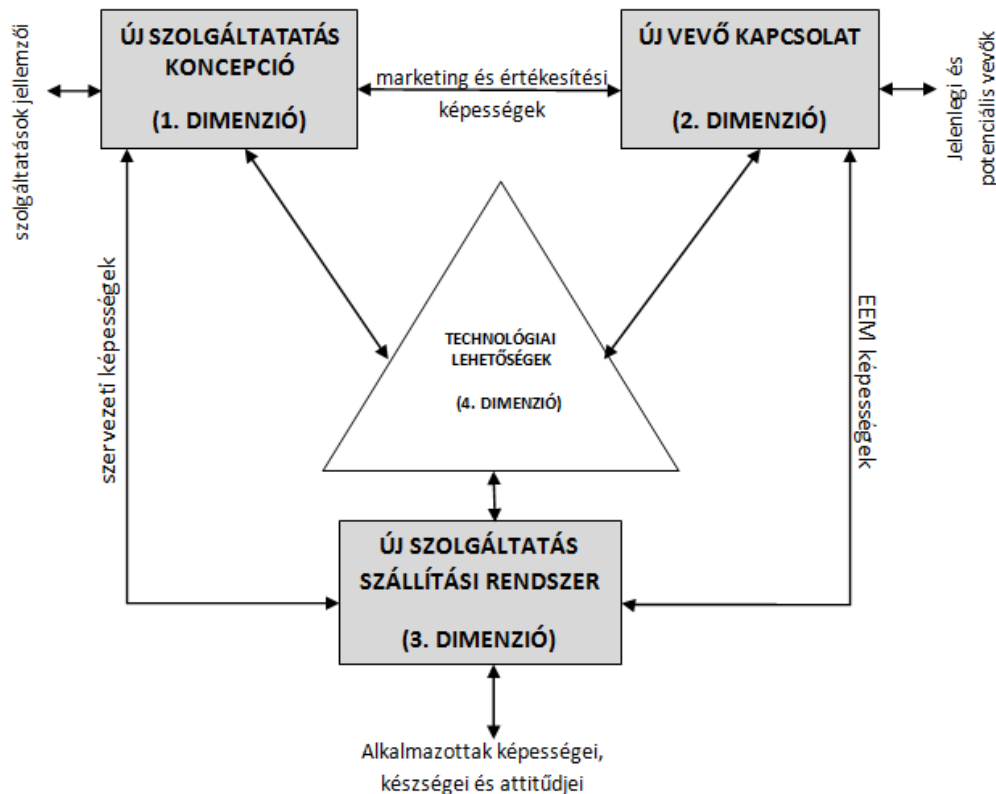 ÚJ SZOLGÁLTATATÁS
KONCEPCIÓ
(1. DIMENZIÓ)
marketing és értékesítési
képességek
ÚJ VEVŐ KAPCSOLAT
(2. DIMENZIÓ)
szolgáltatások jellemzői
Jelenlegi és
potenciális vevők
szervezeti képességek
TECHNOLÓGIAI
LEHETŐSÉGEK
(4. DIMENZIÓ)
EEM képességek
ÚJ SZOLGÁLTATÁS
SZÁLLÍTÁSI RENDSZER
(3. DIMENZIÓ)
Alkalmazottak képességei,
készségei és attitűdjei